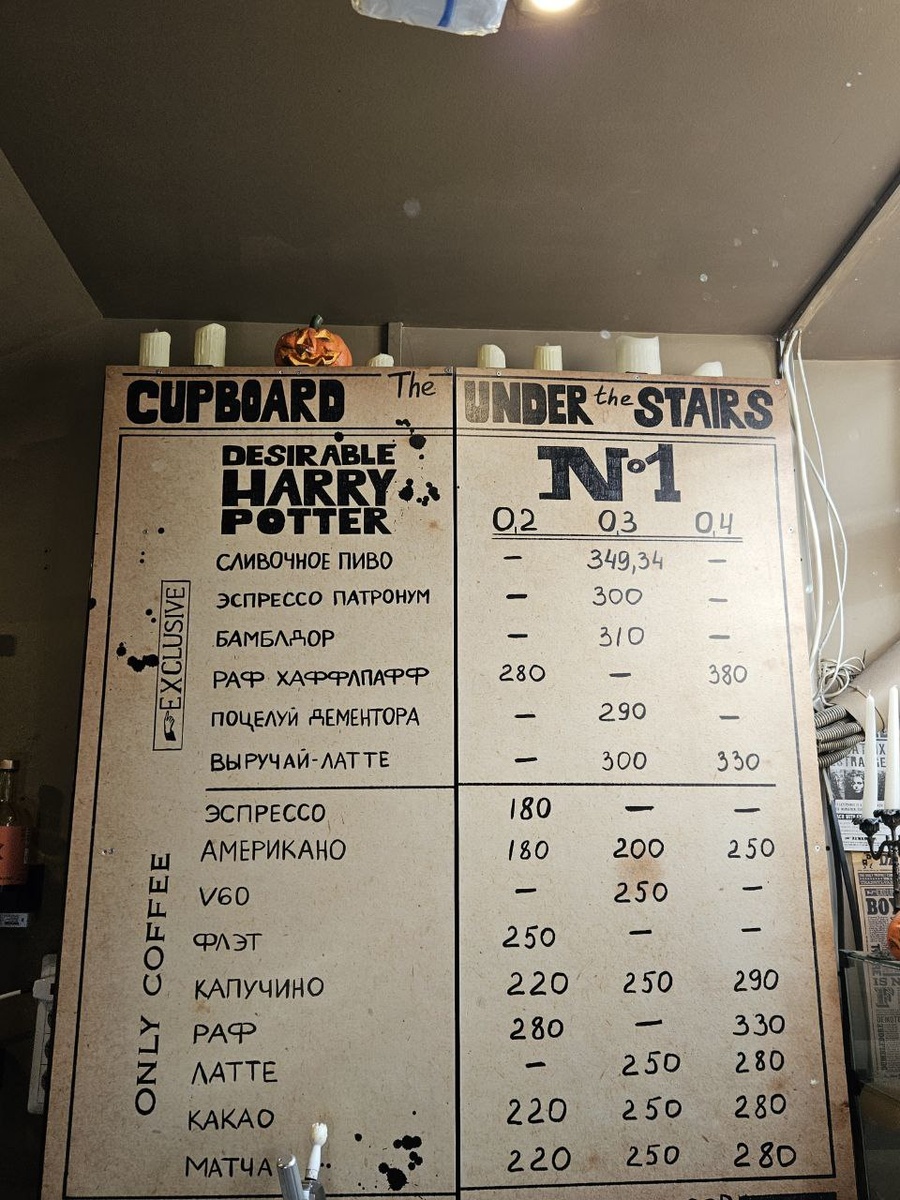 The
CUPBOARD UNDER the STAIRS
DESIRABLE
HARRY
POTTER
№1
0,2 0,3 0,4
EXCLUSIVE
СЛИВОЧНОЕ ПИВО — 349,34 —
ЭСПРЕССО ПАТРОНУМ — 300 —
БАМБЛДОР — 310 —
РАФ ХАФФЛПАФФ 280 — 380
ПОЦЕЛУЙ ДЕМЕНТОРА — 290 —
ВЫРУЧАЙ-ЛАТТЕ — 300 330
ONLY COFFEE
ЭСПРЕССО 180 — —
АМЕРИКАНО 180 200 250
V60 — 250 —
ФЛЭТ 250 — —
КАПУЧИНО 220 250 290
РАФ 280 — 330
ЛАТТЕ — 250 280
КАКАО 220 250 280
МАТЧА 220 250 280